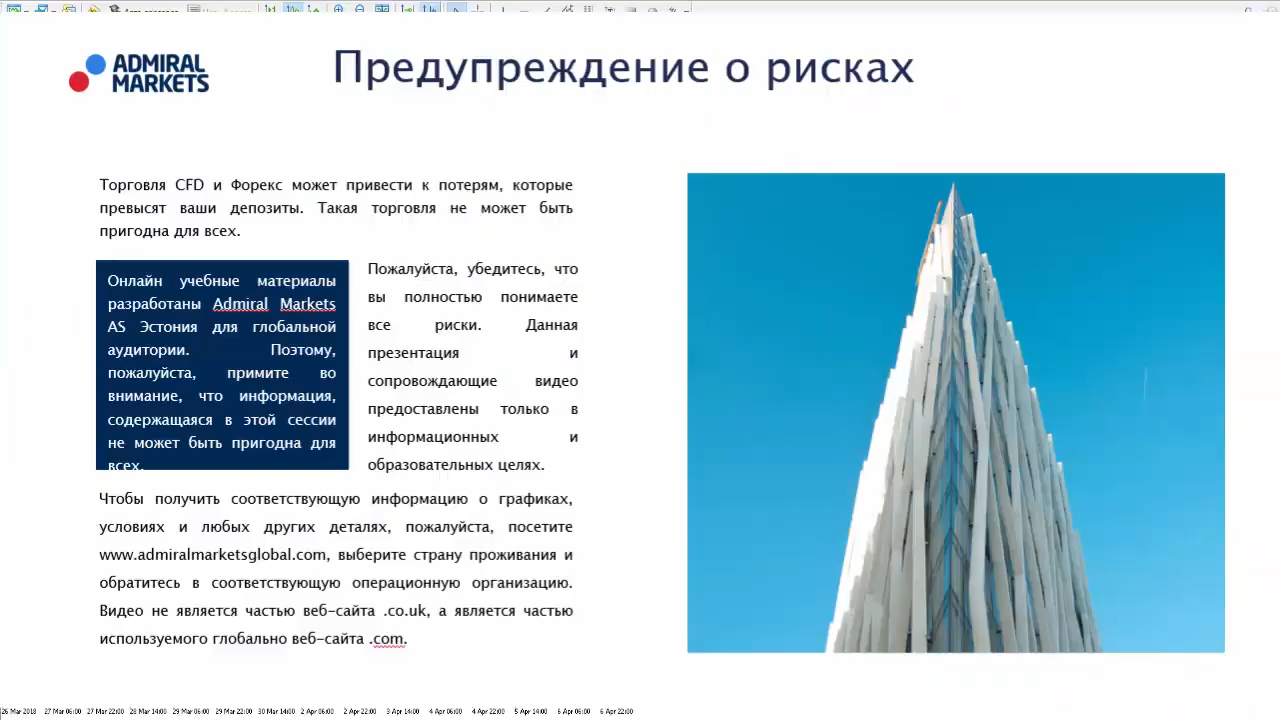 ADMIRAL
MARKETS
Предупреждение о рисках
Торговля CFD и Форекс может привести к потерям, которые
превысят ваши депозиты. Такая торговля не может быть
пригодна для всех.
Онлайн учебные материалы
разработаны Admiral Markets
AS Эстония для глобальной
аудитории. Поэтому,
пожалуйста, примите во
внимание, что информация,
содержащаяся в этой сессии
не может быть пригодна для
всех.
Пожалуйста, убедитесь, что
вы полностью понимаете
все риски. Данная
презентация и
сопровождающие видео
предоставлены только в
информационных и
образовательных целях.
Чтобы получить соответствующую информацию о графиках,
условиях и любых других деталях, пожалуйста, посетите
www.admiralmarketsglobal.com, выберите страну проживания и
обратитесь в соответствующую операционную организацию.
Видео не является частью веб-сайта .co.uk, а является частью
используемого глобально веб-сайта .com.
26 Mar 2018 27 Mar 06:00 27 Mar 22:00 28 Mar 14:00 29 Mar 06:00 29 Mar 22:00 30 Mar 14:00 2 Apr 06:00 2 Apr 22:00 3 Apr 14:00 4 Apr 06:00 4 Apr 22:00 5 Apr 14:00 6 Apr 06:00 6 Apr 22:00